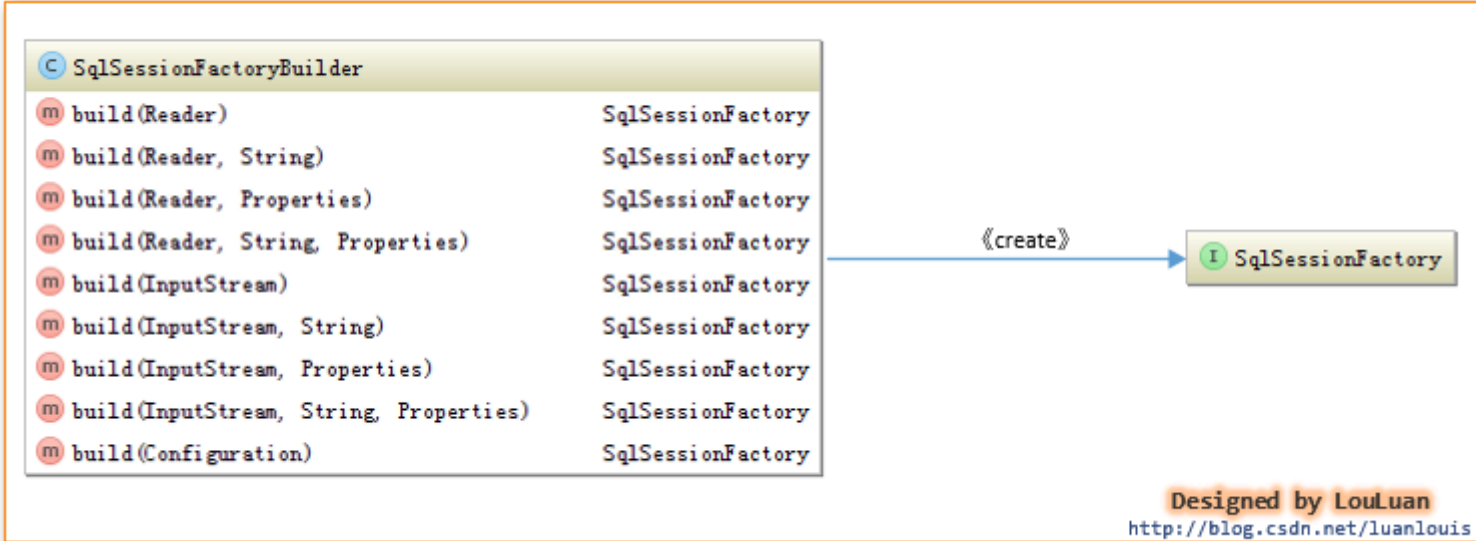 C SqlSessionFactoryBuilder
m build(Reader) SqlSessionFactory
m build(Reader, String) SqlSessionFactory
m build(Reader, Properties) SqlSessionFactory
m build(Reader, String, Properties) SqlSessionFactory
m build(InputStream) SqlSessionFactory
m build(InputStream, String) SqlSessionFactory
m build(InputStream, Properties) SqlSessionFactory
m build(InputStream, String, Properties) SqlSessionFactory
m build(Configuration) SqlSessionFactory
《create》
I SqlSessionFactory
Designed by LouLuan
http://blog.csdn.net/luanlouis